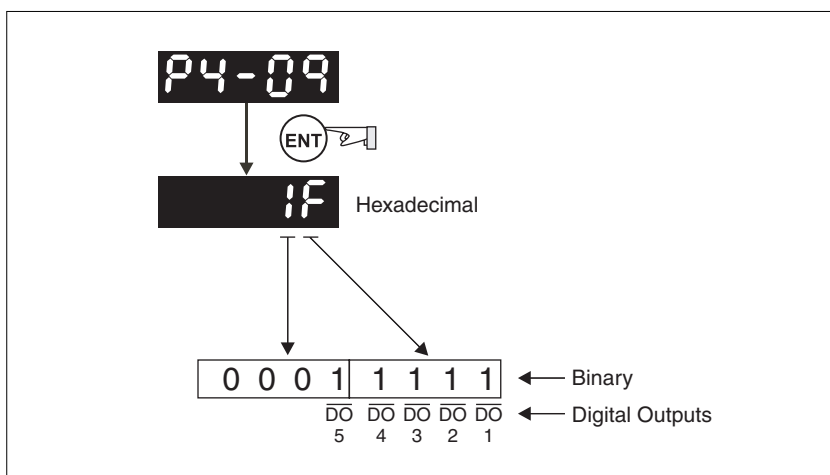 P4-09
ENT
1F Hexadecimal
0 0 0 1 1 1 1 1 Binary
DO DO DO DO DO Digital Outputs
5 4 3 2 1